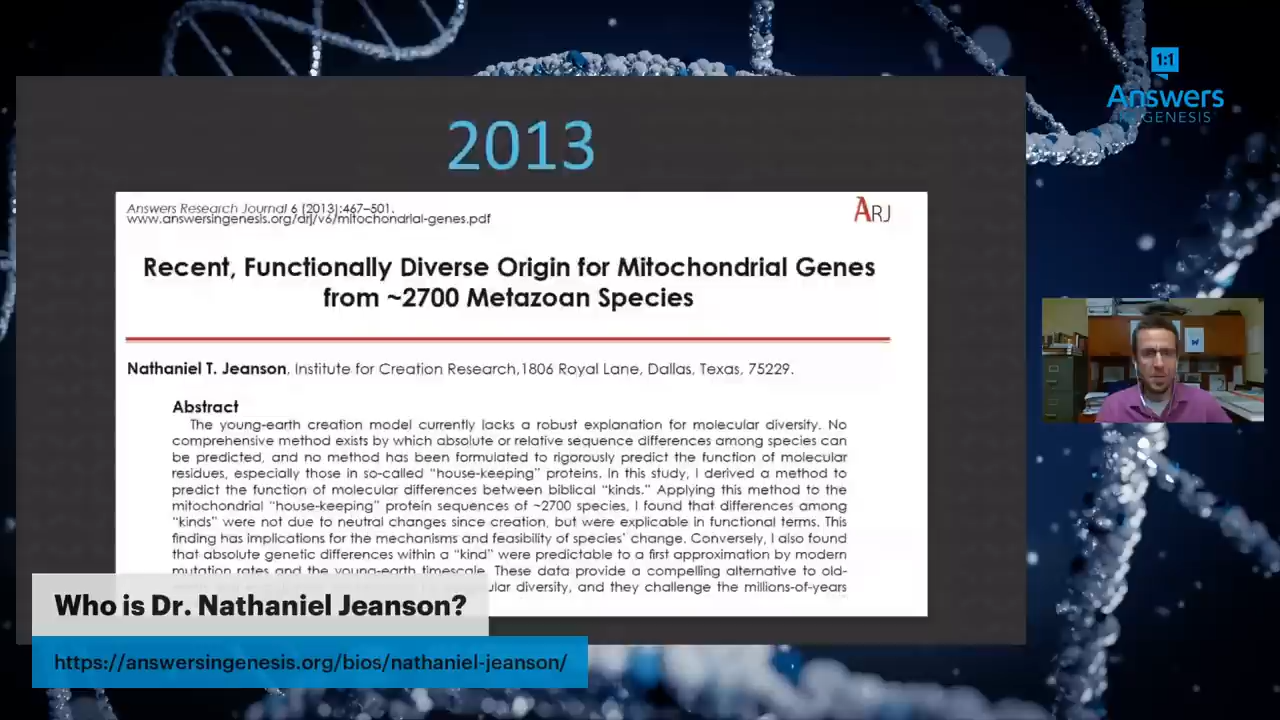 2013
Answers Research Journal 6 (2013):467–501.
www.answersingenesis.org/arj/v6/mitochondrial-genes.pdf
ARJ
Recent, Functionally Diverse Origin for Mitochondrial Genes
from ~2700 Metazoan Species
Nathaniel T. Jeanson, Institute for Creation Research,1806 Royal Lane, Dallas, Texas, 75229.
Abstract
The young-earth creation model currently lacks a robust explanation for molecular diversity. No
comprehensive method exists by which absolute or relative sequence differences among species can
be predicted, and no method has been formulated to rigorously predict the function of molecular
residues, especially those in so-called “house-keeping” proteins. In this study, I derived a method to
predict the function of molecular differences between biblical “kinds.” Applying this method to the
mitochondrial “house-keeping” protein sequences of ~2700 species, I found that differences among
“kinds” were not due to neutral changes since creation, but were explicable in functional terms. This
finding has implications for the mechanisms and feasibility of species’ change. Conversely, I also found
that absolute genetic differences within a “kind” were predictable to a first approximation by modern
mutation rates and the young-earth timescale. These data provide a compelling alternative to old-
diversity, and they challenge the millions-of-years
1:1
Answers
IN GENESIS
Who is Dr. Nathaniel Jeanson?
https://answersingenesis.org/bios/nathaniel-jeanson/